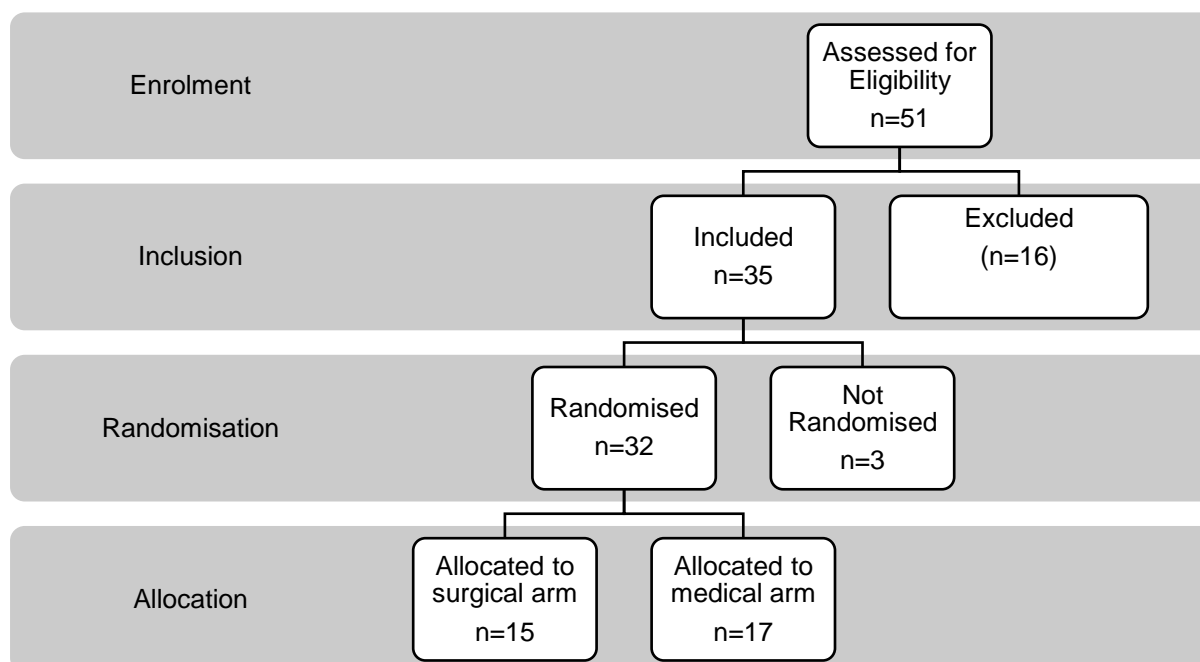 Enrolment
Assessed for
Eligibility
n=51
Inclusion
Included
n=35
Excluded
(n=16)
Randomisation
Randomised
n=32
Not
Randomised
n=3
Allocation
Allocated to
surgical arm
n=15
Allocated to
medical arm
n=17